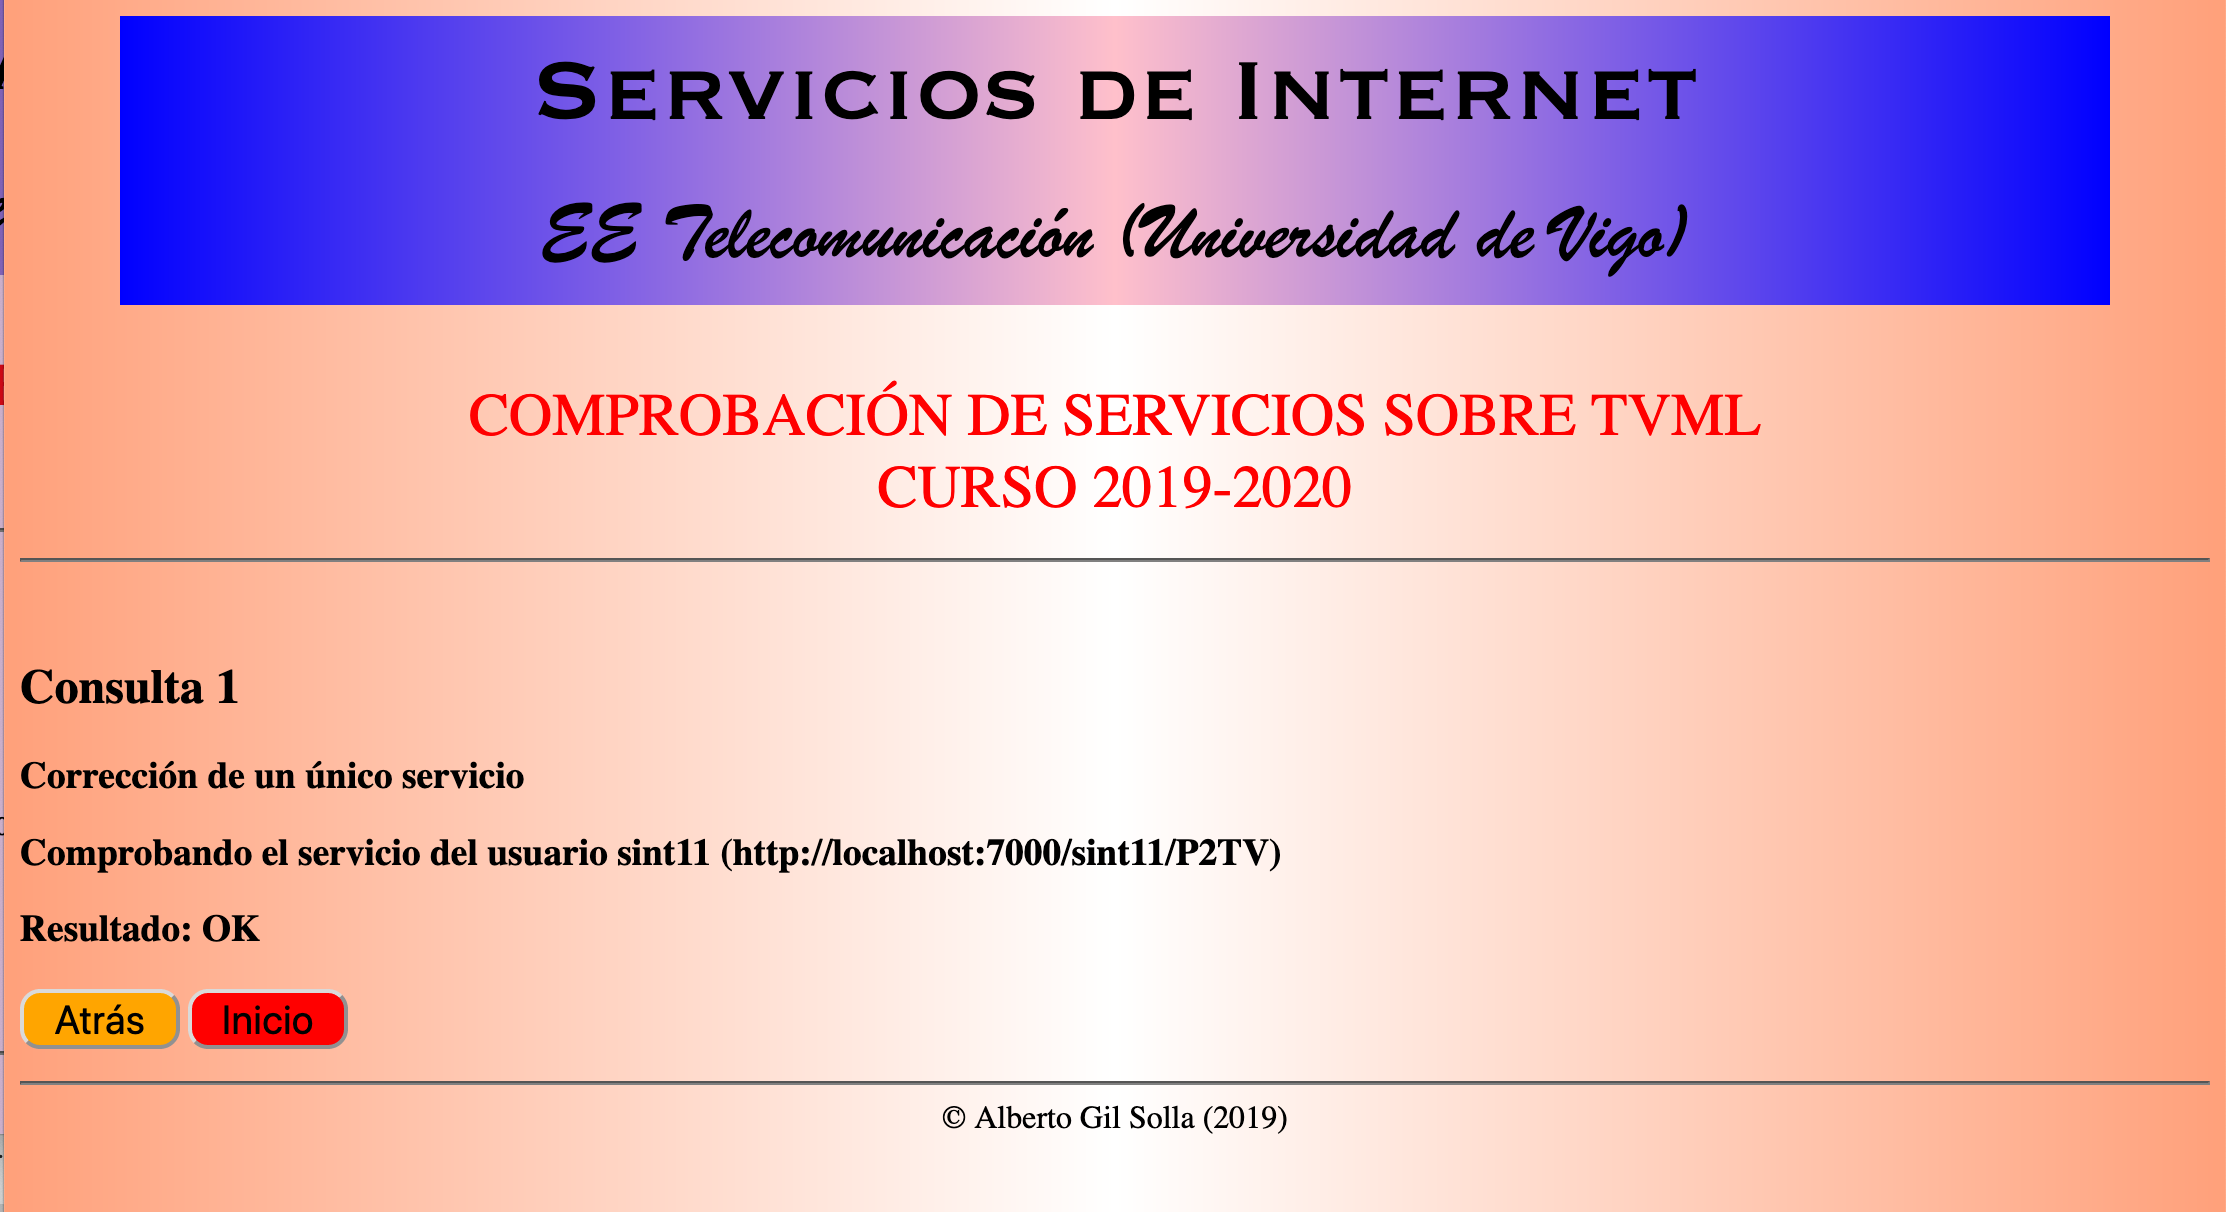 Servicios de Internet
EE Telecomunicación (Universidad de Vigo)
COMPROBACIÓN DE SERVICIOS SOBRE TVML
CURSO 2019-2020
Consulta 1
Corrección de un único servicio
Comprobando el servicio del usuario sint11 (http://localhost:7000/sint11/P2TV)
Resultado: OK
Atrás Inicio
© Alberto Gil Solla (2019)